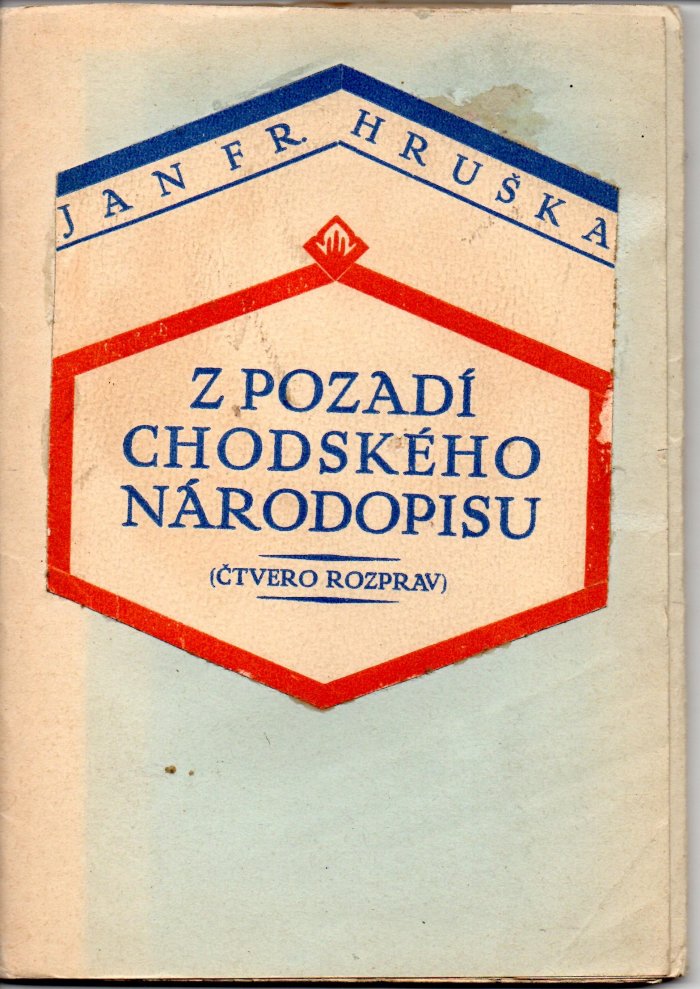 JAN FR. HRUŠKA
Z POZADÍ
CHODSKÉHO
NÁRODOPISU
(ČTVERO ROZPRAV)